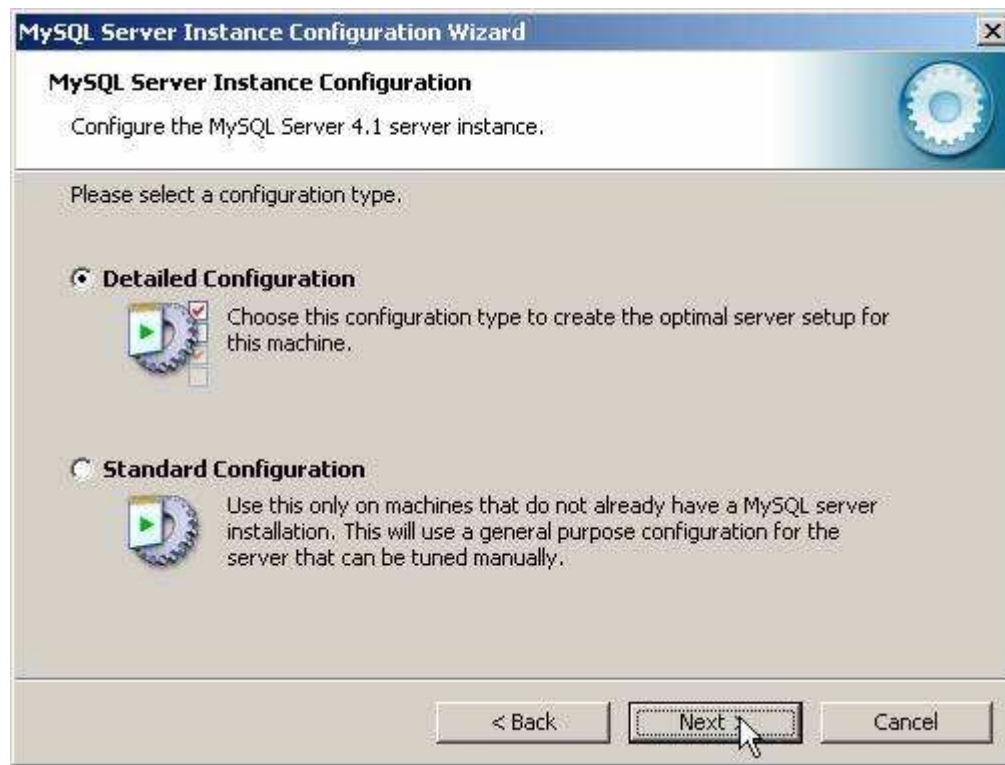 MySQL Server Instance Configuration Wizard
MySQL Server Instance Configuration
Configure the MySQL Server 4.1 server instance.
Please select a configuration type.
Detailed Configuration
Choose this configuration type to create the optimal server setup for
this machine.
Standard Configuration
Use this only on machines that do not already have a MySQL server
installation. This will use a general purpose configuration for the
server that can be tuned manually.
< Back
Next >
Cancel